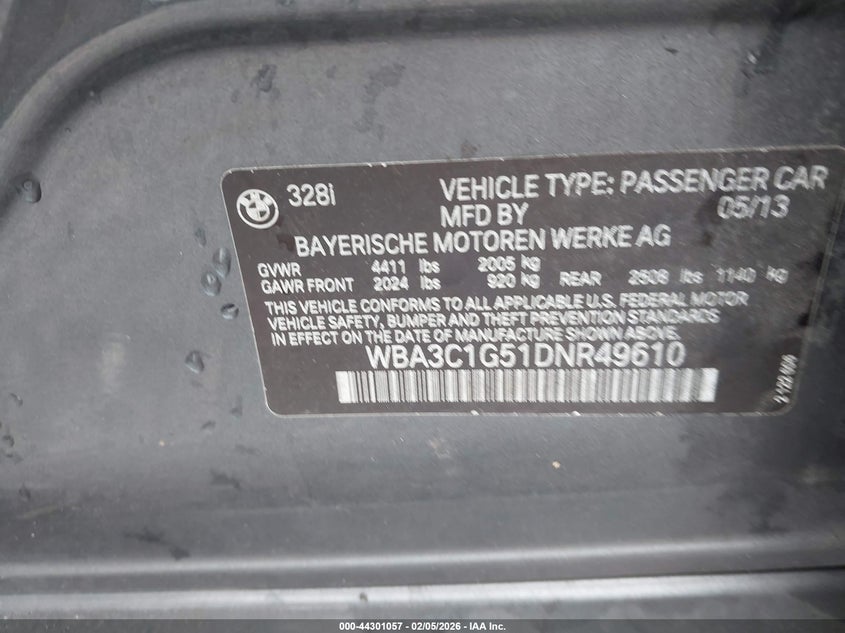 328i
VEHICLE TYPE: PASSENGER CAR
MFD BY 05/13
BAYERISCHE MOTOREN WERKE AG
GVWR 4411 lbs 2005 kg
GAWR FRONT 2024 lbs 920 kg REAR 2508 lbs 1140 kg
THIS VEHICLE CONFORMS TO ALL APPLICABLE U.S. FEDERAL MOTOR
VEHICLE SAFETY, BUMPER AND THEFT PREVENTION STANDARDS
IN EFFECT ON THE DATE OF MANUFACTURE SHOWN ABOVE.
WBA3C1G51DNR49610
000-44301057 - 02/05/2026 - IAA Inc.